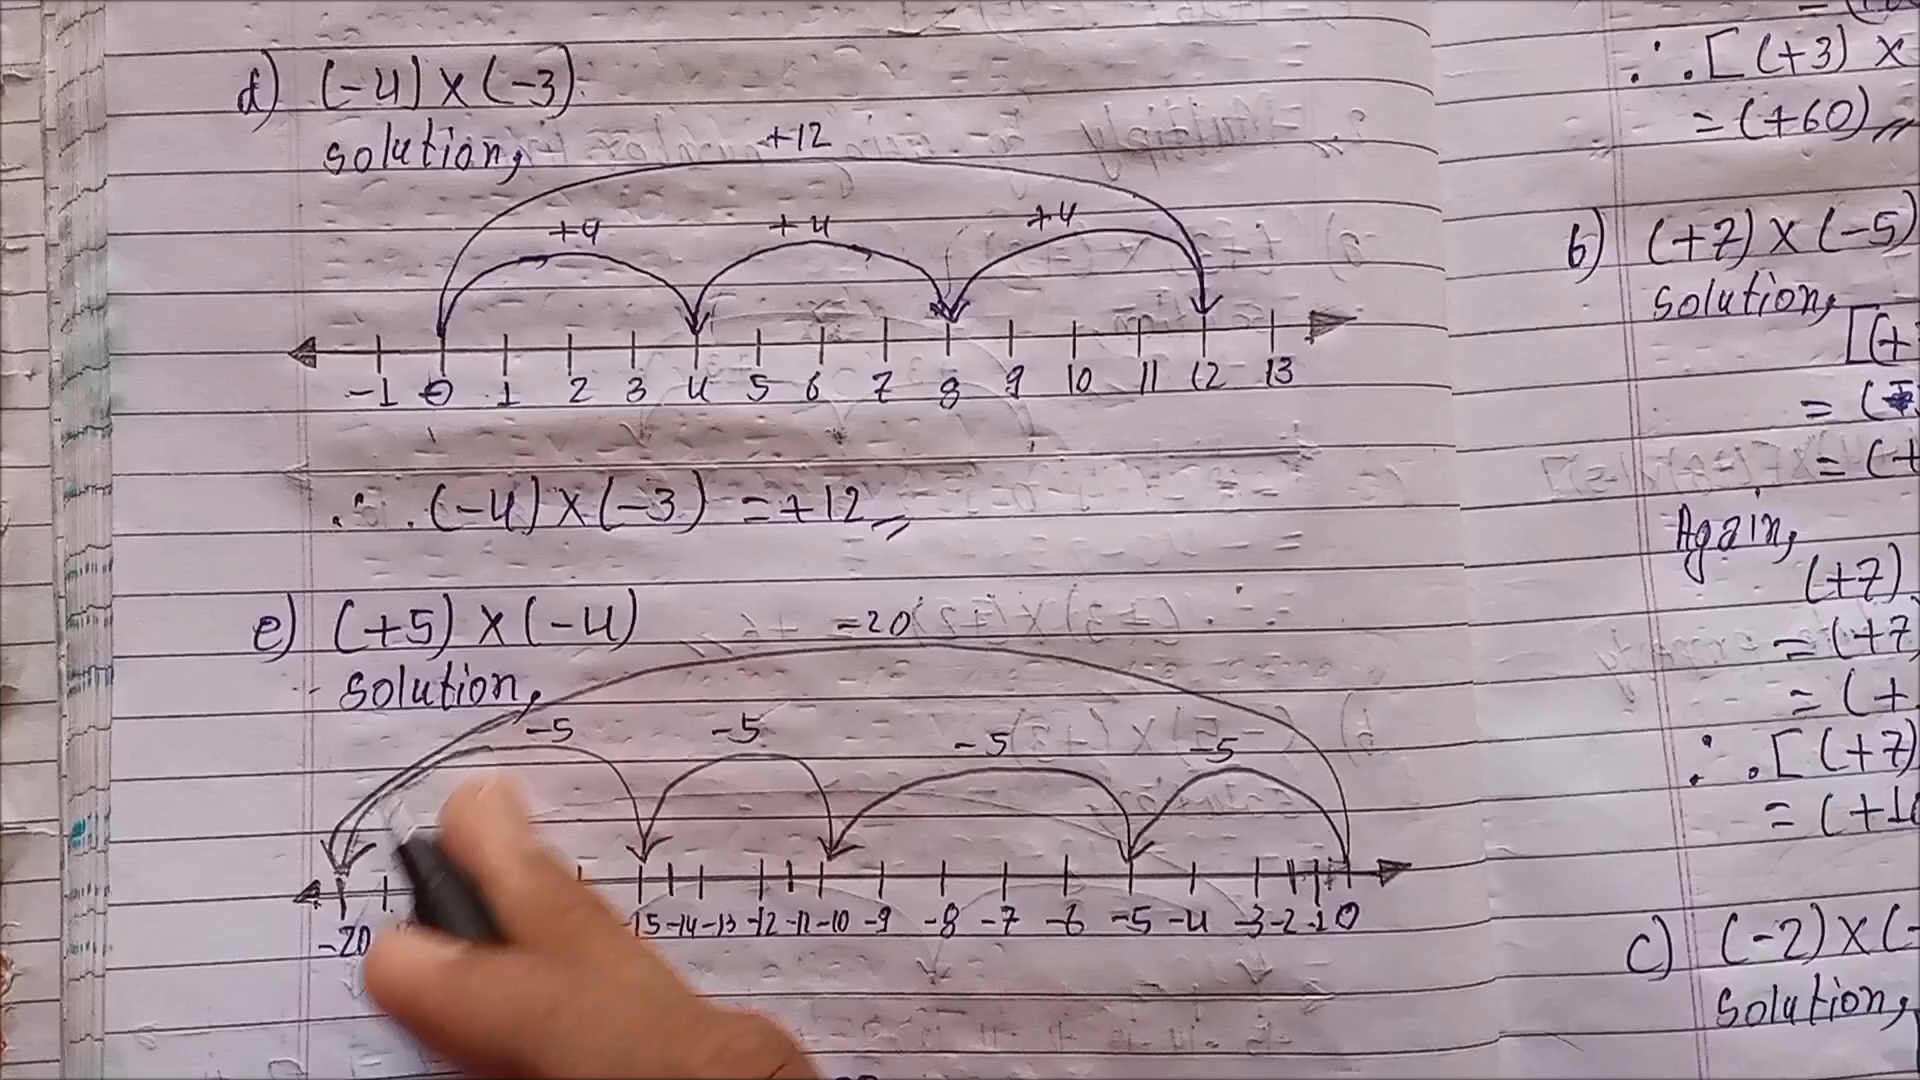 d) (-4) × (-3)
solution,
+12
+4 +4 +4
-1 0 1 2 3 4 5 6 7 8 9 10 11 12 13
∴ (-4) × (-3) = +12
e) (+5) × (-4)
solution,
-20
-5 -5 -5 -5
-20 -15 -14 -13 -12 -11 -10 -9 -8 -7 -6 -5 -4 -3 -2 -1 0
∴ [(+3) ×
= (+60)
b) (+7) × (-5)
solution,
[(+
= (
= (+
Again,
(+7)
= (+7
= (+
∴ [(+7)
= (+1
c) (-2) × (-
solution,